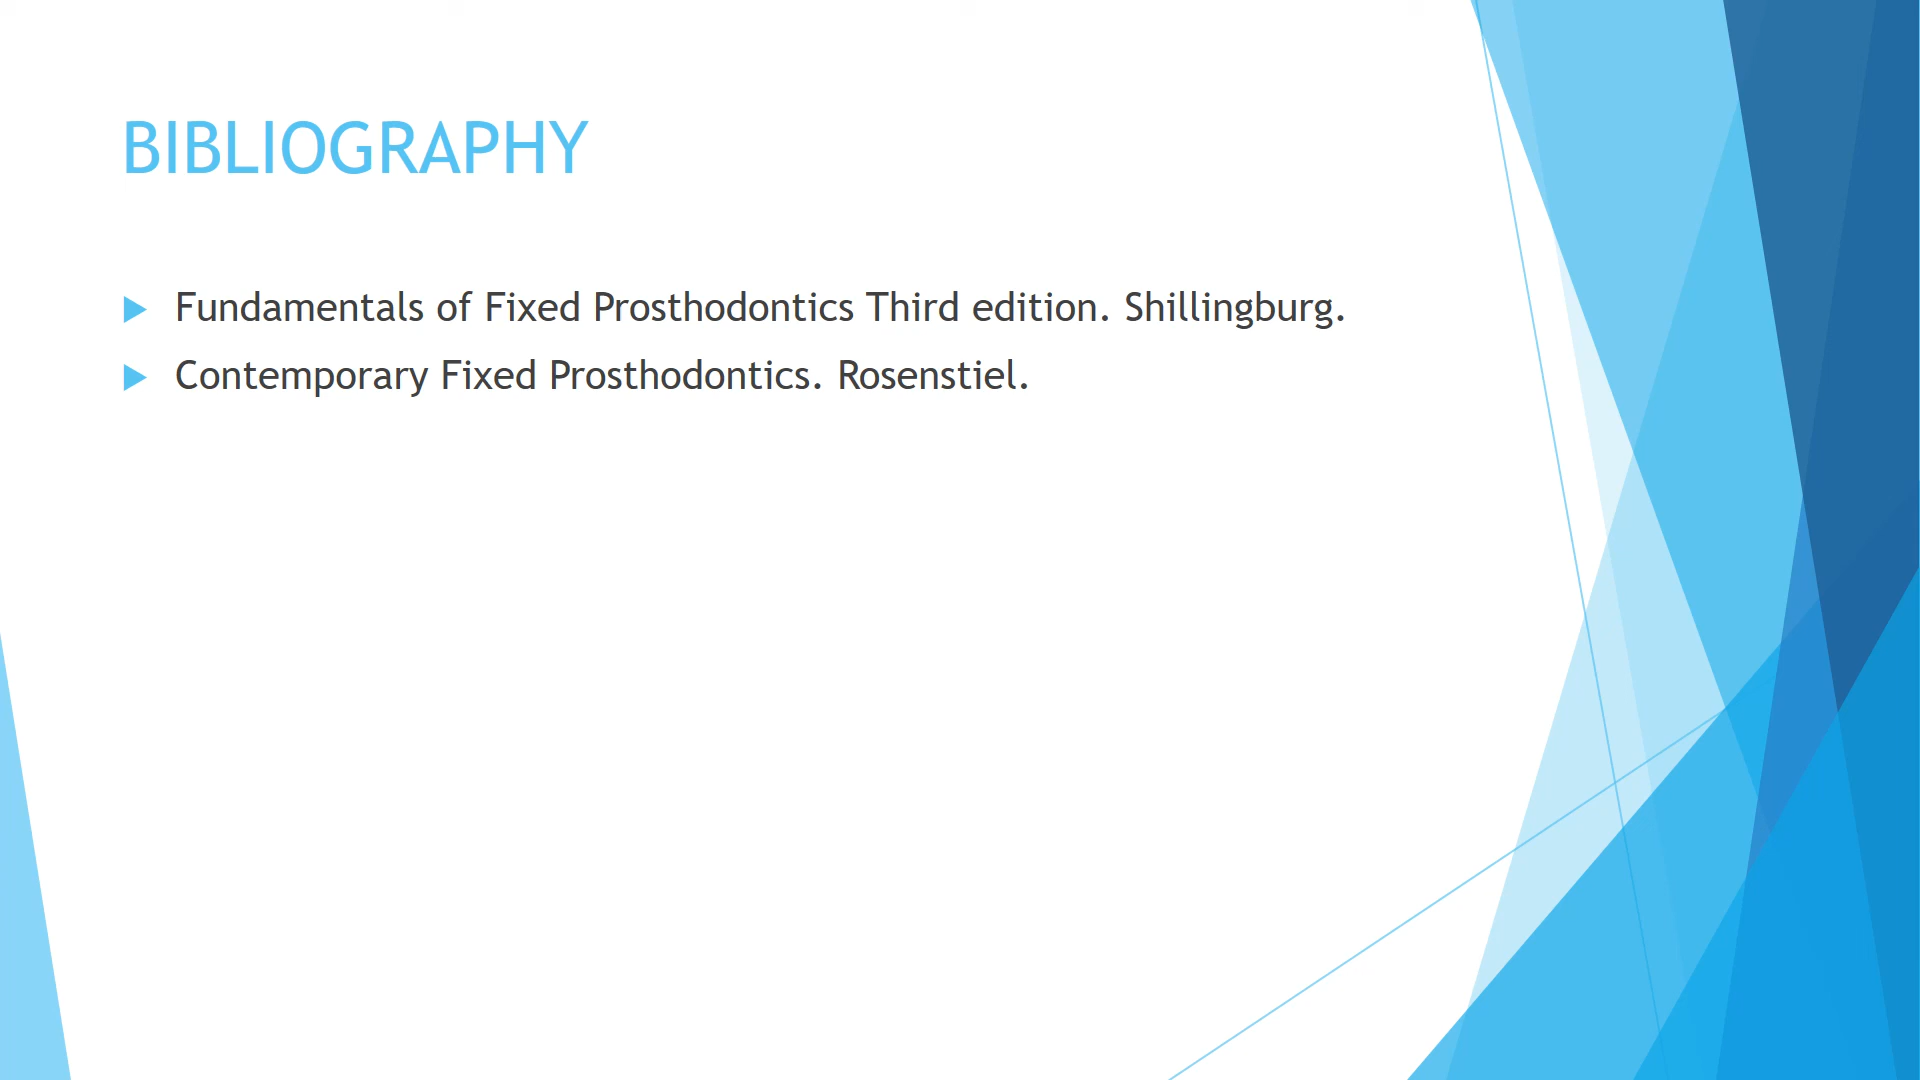 BIBLIOGRAPHY
Fundamentals of Fixed Prosthodontics Third edition. Shillingburg.
Contemporary Fixed Prosthodontics. Rosenstiel.